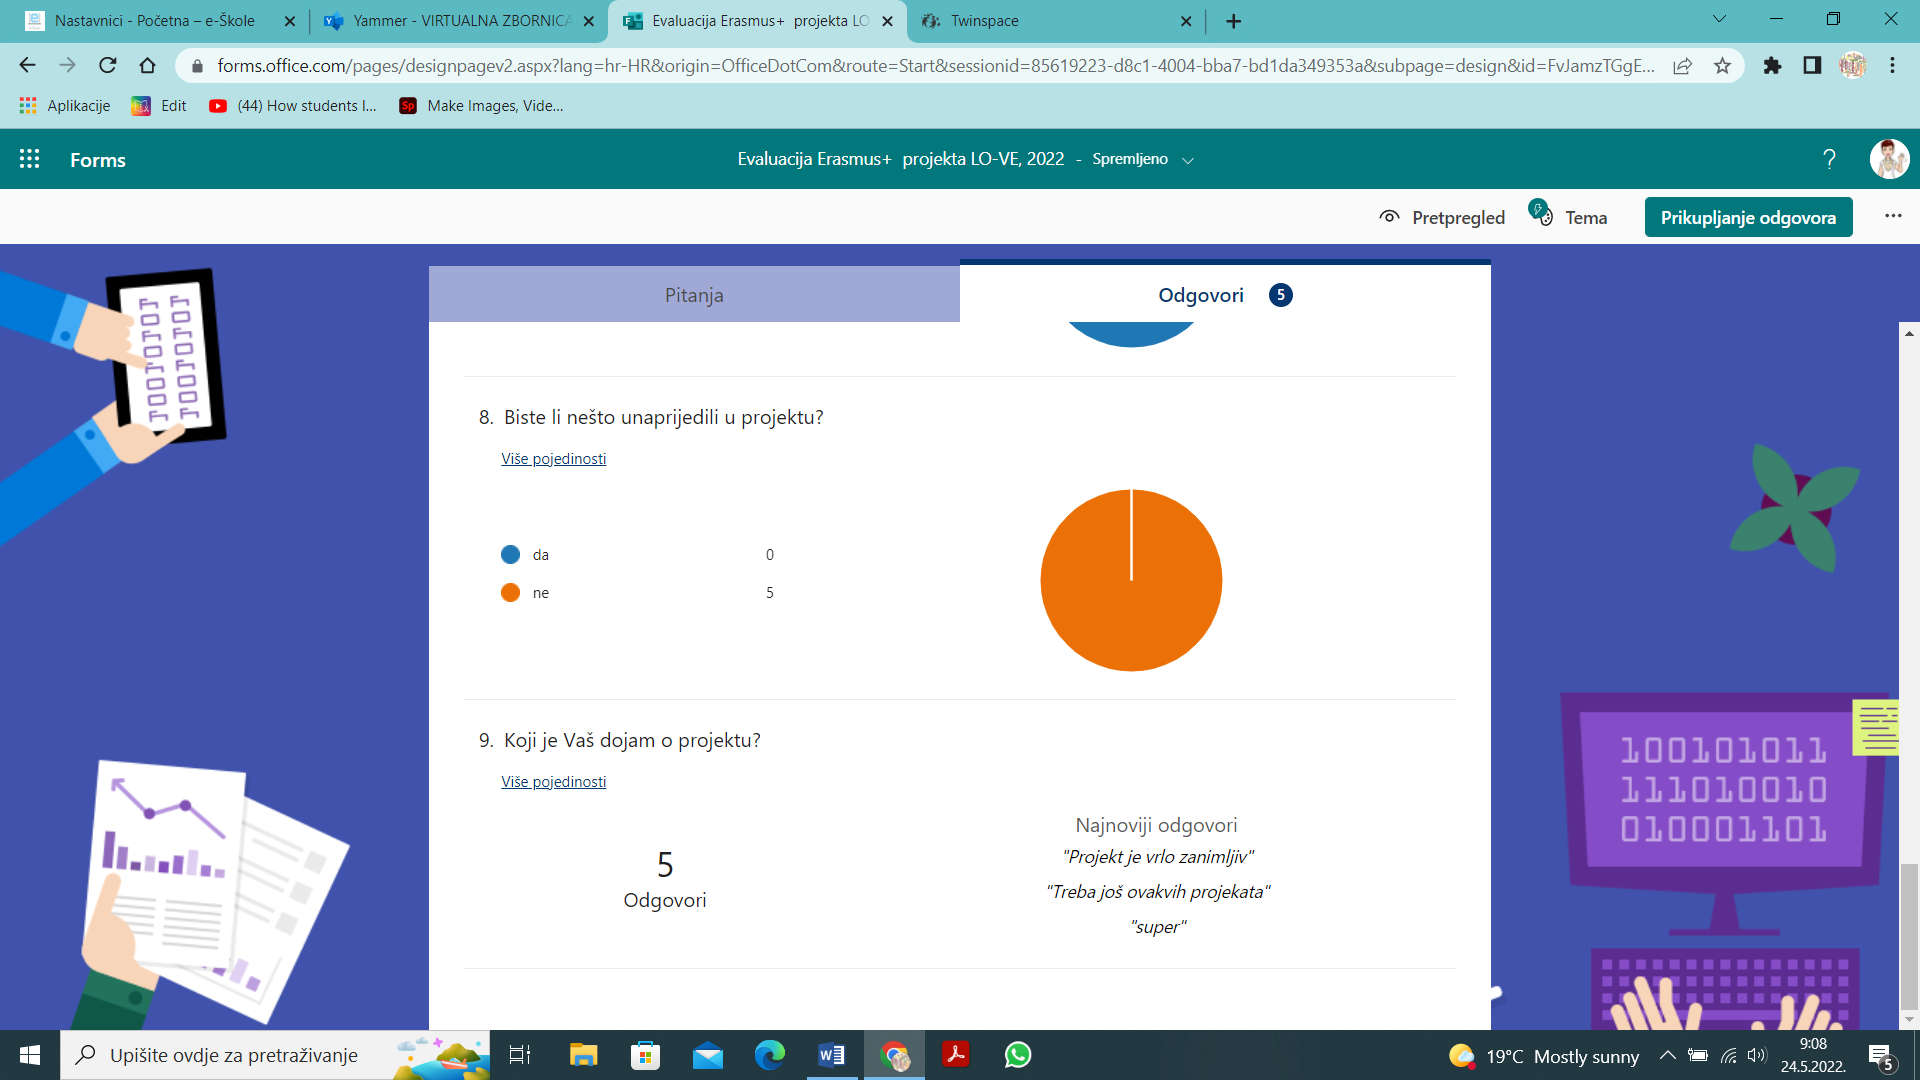 Nastavnici - Početna – e-Škole
Yammer - VIRTUALNA ZBORNICA
Evaluacija Erasmus+ projekta LO
Twinspace
forms.office.com/pages/designpagev2.aspx?lang=hr-HR&origin=OfficeDotCom&route=Start&sessionid=85619223-d8c1-4004-bba7-bd1da349353a&subpage=design&id=FvJamzTGgE...
Aplikacije
Edit
(44) How students l...
Sp
Make Images, Vide...
Forms
Evaluacija Erasmus+ projekta LO-VE, 2022 - Spremljeno
?
Pretpregled
Tema
Prikupljanje odgovora
Pitanja
Odgovori 5
8. Biste li nešto unaprijedili u projektu?
Više pojedinosti
da 0
ne 5
9. Koji je Vaš dojam o projektu?
Više pojedinosti
5
Odgovori
Najnoviji odgovori
"Projekt je vrlo zanimljiv"
"Treba još ovakvih projekata"
"super"
100101011
111010010
010001101
Upišite ovdje za pretraživanje
19°C Mostly sunny
9:08
24.5.2022.
5